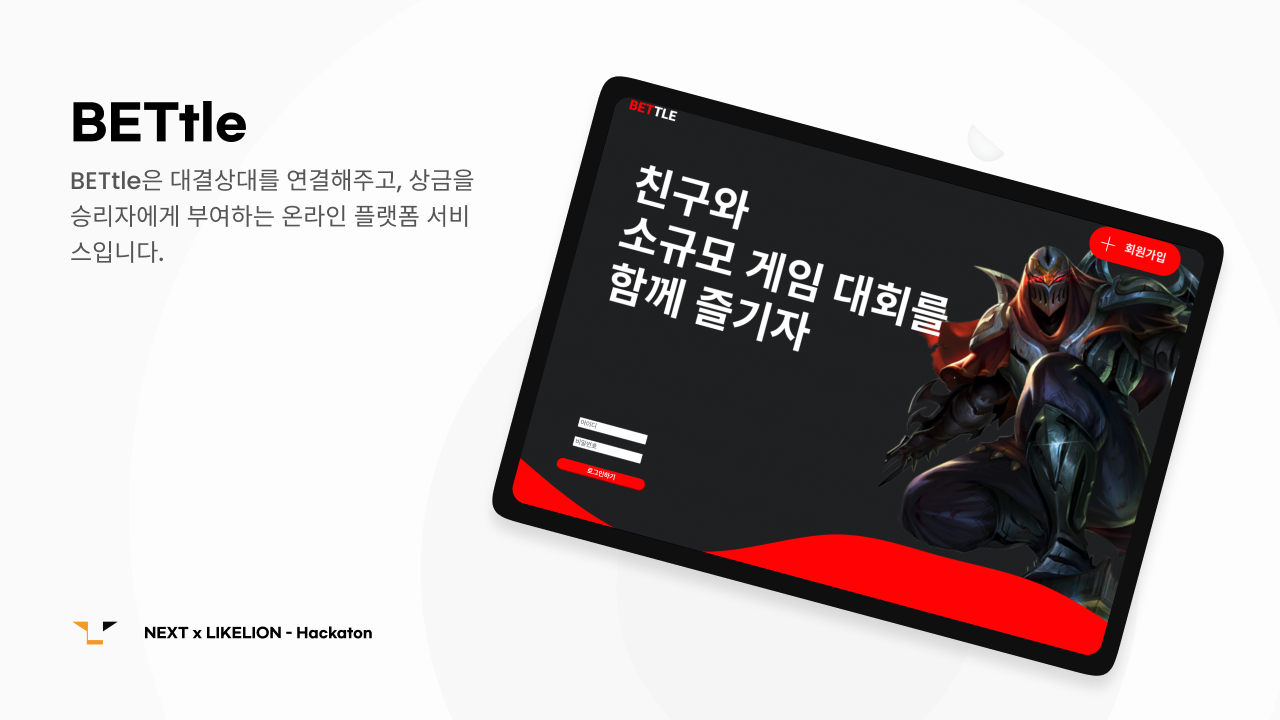 BETtle
BETtle은 대결상대를 연결해주고, 상금을
승리자에게 부여하는 온라인 플랫폼 서비
스입니다.
BETTLE
회원가입
친구와
소규모 게임 대회를
함께 즐기자
아이디
비밀번호
로그인하기
NEXT x LIKELION - Hackaton